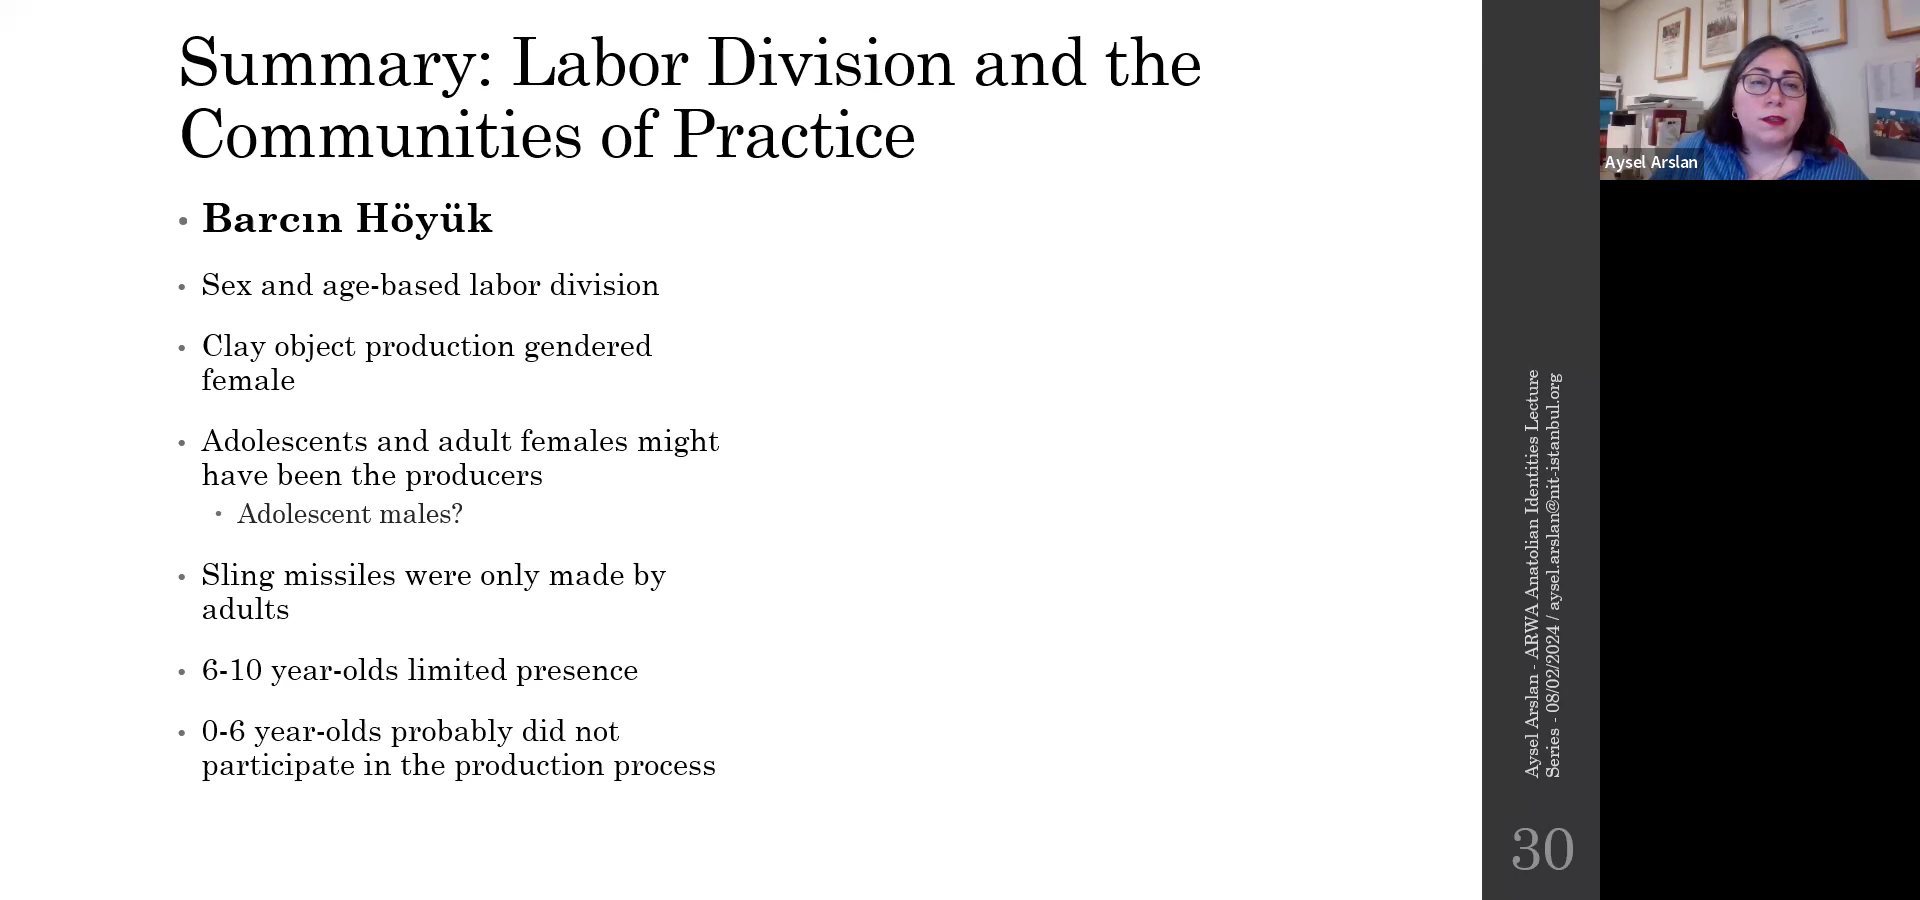 Summary: Labor Division and the
Communities of Practice
• Barcın Höyük
• Sex and age-based labor division
• Clay object production gendered
female
• Adolescents and adult females might
have been the producers
• Adolescent males?
• Sling missiles were only made by
adults
• 6-10 year-olds limited presence
• 0-6 year-olds probably did not
participate in the production process
Aysel Arslan - ARWA Anatolian Identities Lecture
Series - 08/02/2024 / aysel.arslan@nit-istanbul.org
30
Aysel Arslan